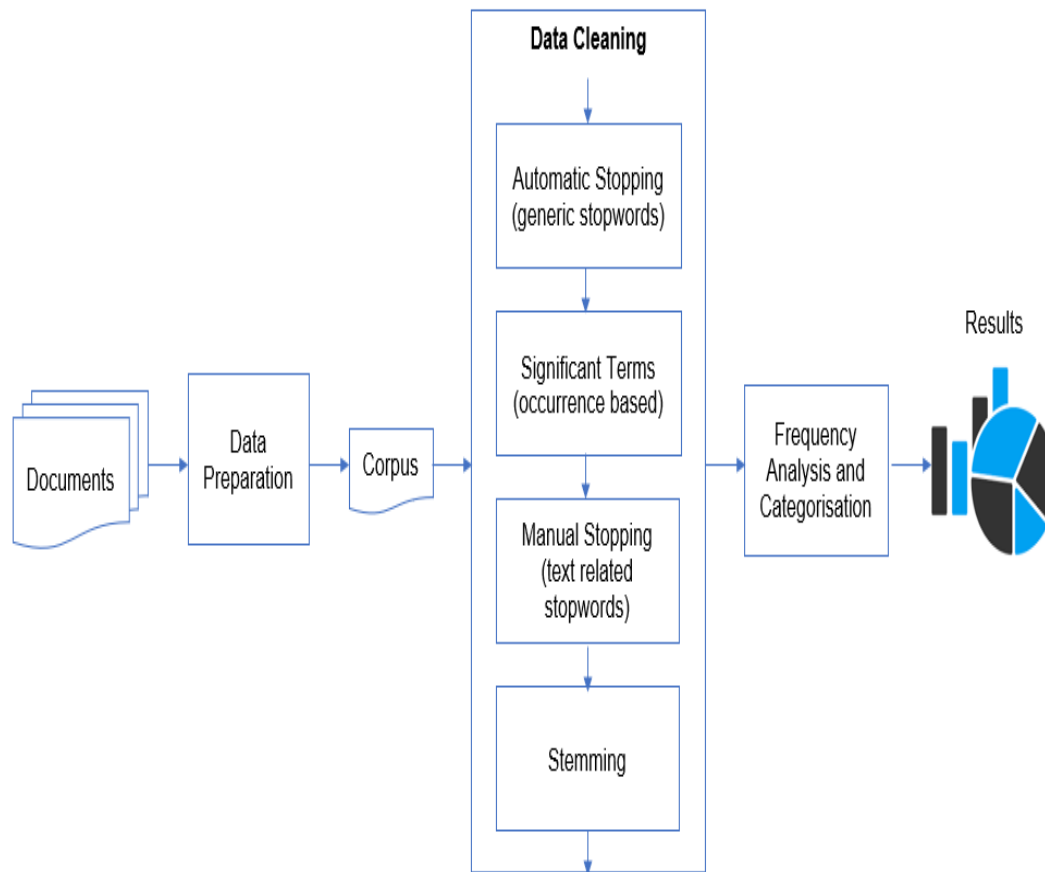 Documents
Data
Preparation
Corpus
Data Cleaning
Automatic Stopping
(generic stopwords)
Significant Terms
(occurrence based)
Manual Stopping
(text related
stopwords)
Stemming
Frequency
Analysis and
Categorisation
Results